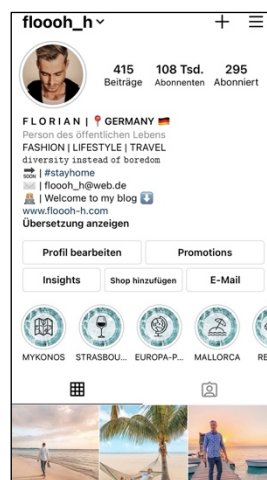 floooh_h
415 108 Tsd. 295
Beiträge Abonnenten Abonniert
FLORIAN | GERMANY
Person des öffentlichen Lebens
FASHION | LIFESTYLE | TRAVEL
diversity instead of boredom
SOON | #stayhome
| floooh_h@web.de
| Welcome to my blog
www.floooh-h.com
Übersetzung anzeigen
Profil bearbeiten Promotions
Insights Shop hinzufügen E-Mail
MYKONOS STRASBOU... EUROPA-P... MALLORCA RE